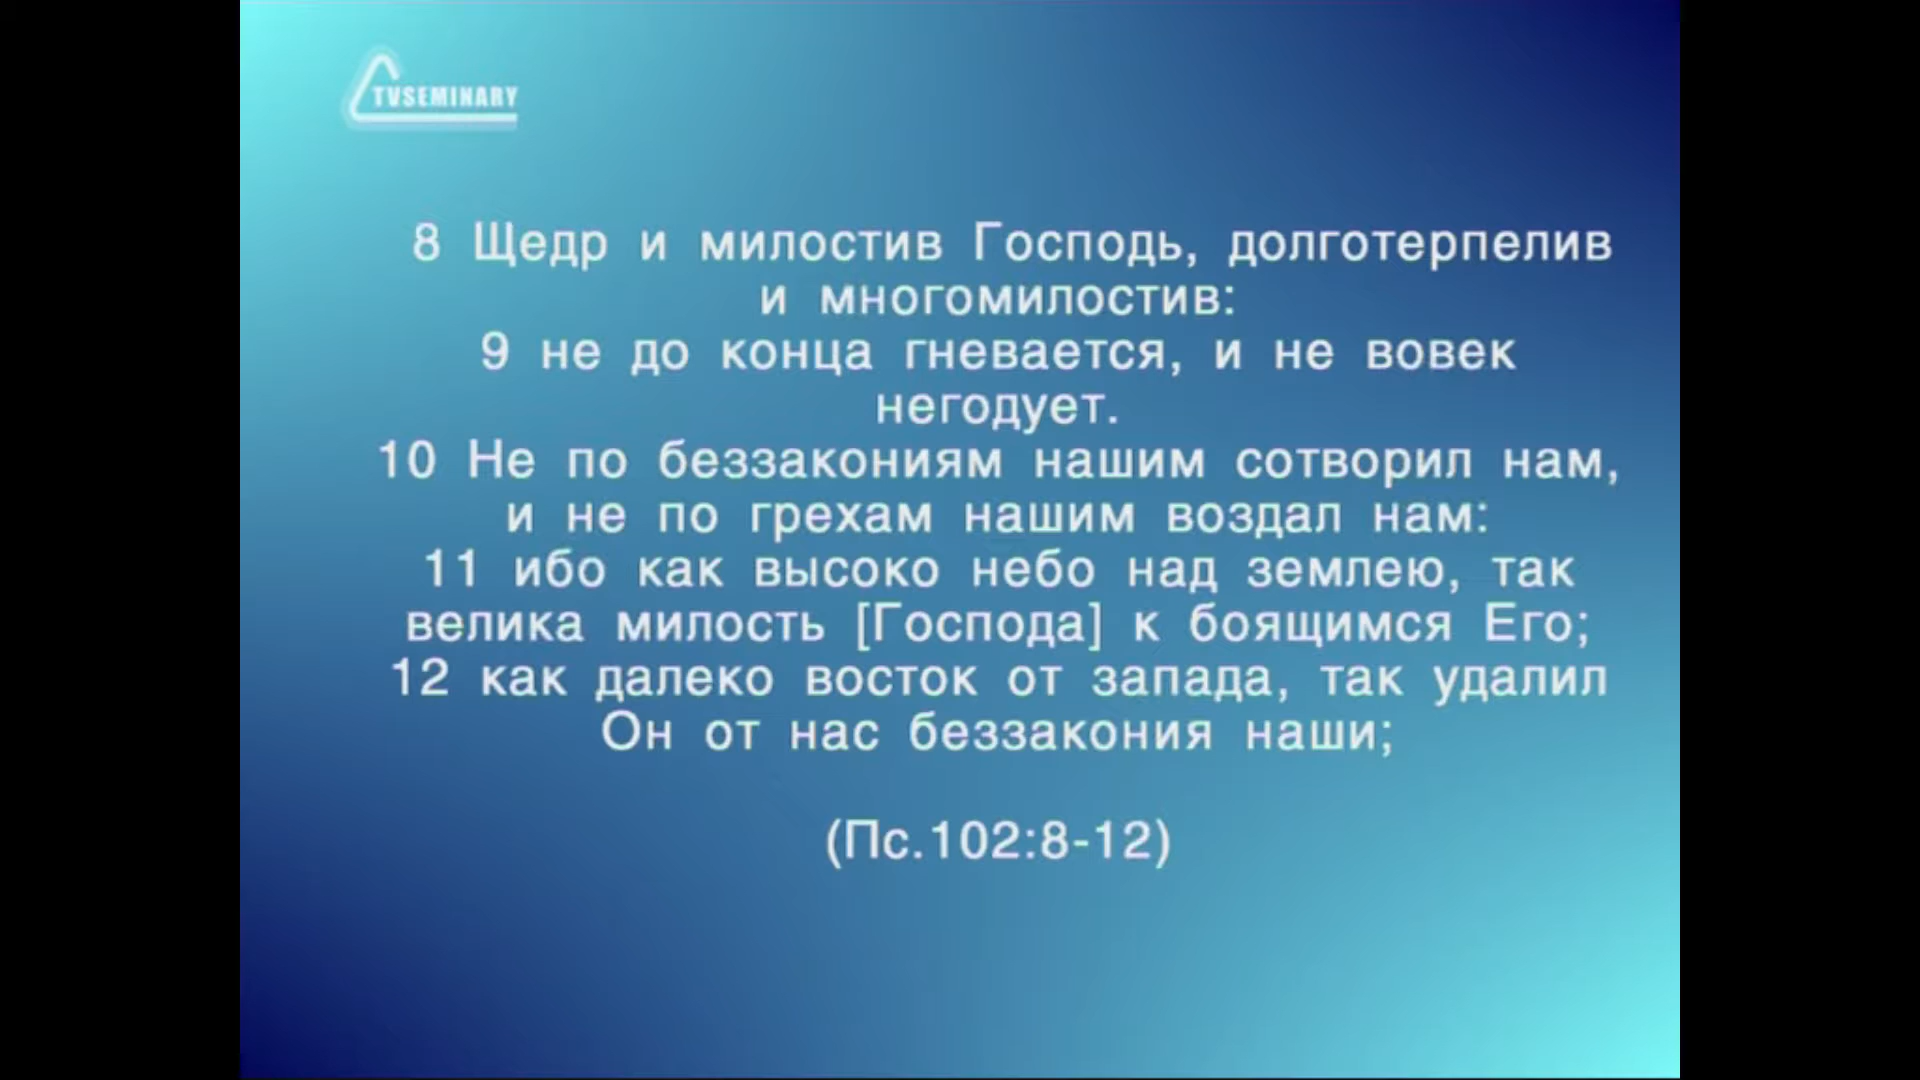 TVSEMINARY
8 Щедр и милостив Господь, долготерпелив
и многомилостив:
9 не до конца гневается, и не вовек
негодует.
10 Не по беззакониям нашим сотворил нам,
и не по грехам нашим воздал нам:
11 ибо как высоко небо над землею, так
велика милость [Господа] к боящимся Его;
12 как далеко восток от запада, так удалил
Он от нас беззакония наши;
(Пс.102:8-12)